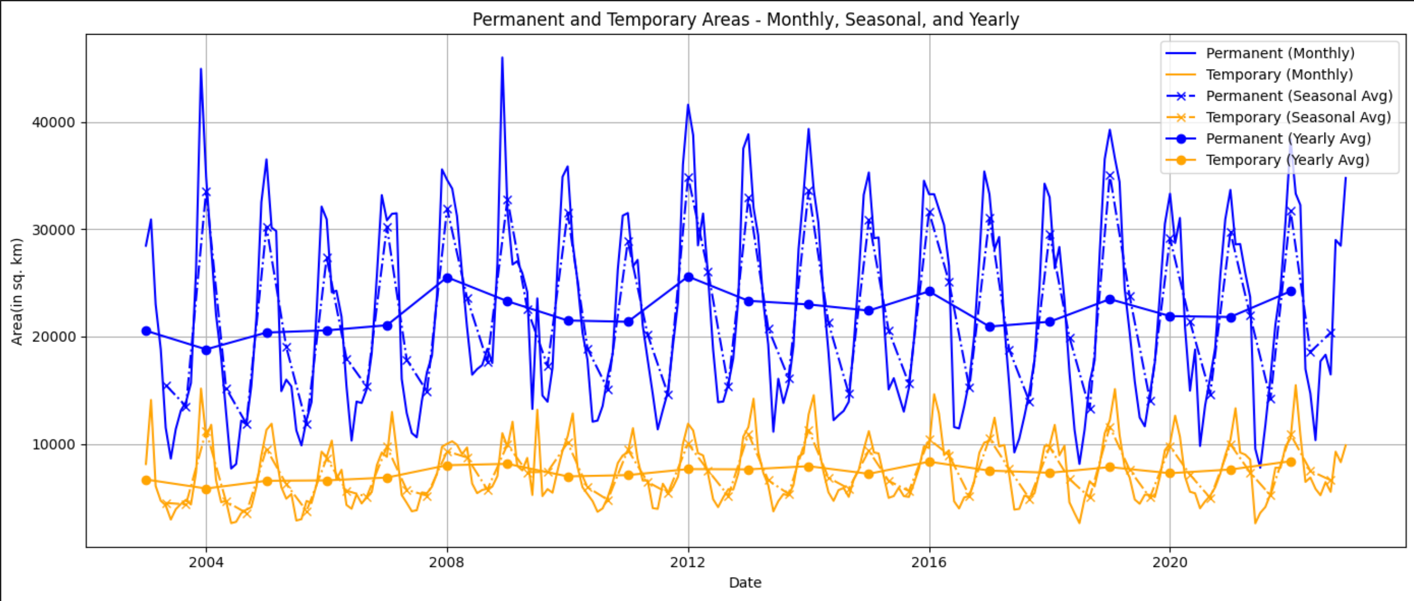 Permanent and Temporary Areas - Monthly, Seasonal, and Yearly
Permanent (Monthly)
Temporary (Monthly)
Permanent (Seasonal Avg)
Temporary (Seasonal Avg)
Permanent (Yearly Avg)
Temporary (Yearly Avg)
40000
30000
20000
10000
Area(in sq. km)
2004 2008 2012 2016 2020
Date